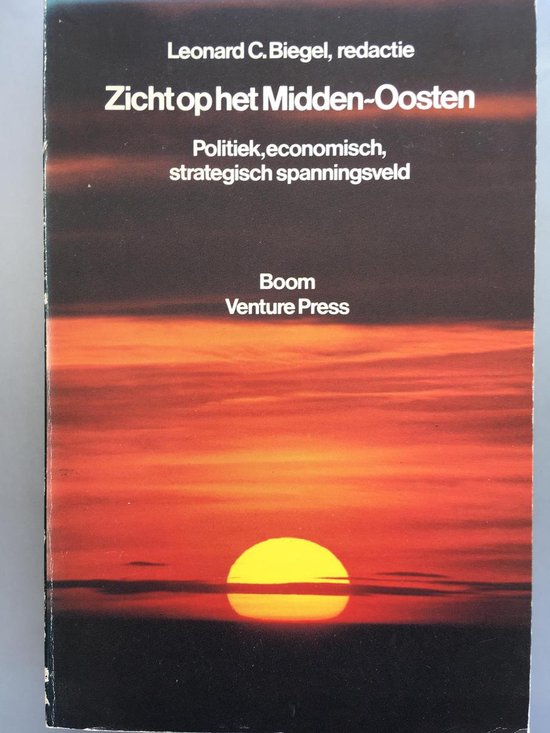 Leonard C. Biegel, redactie
Zicht op het Midden-Oosten
Politiek, economisch,
strategisch spanningsveld
Boom
Venture Press